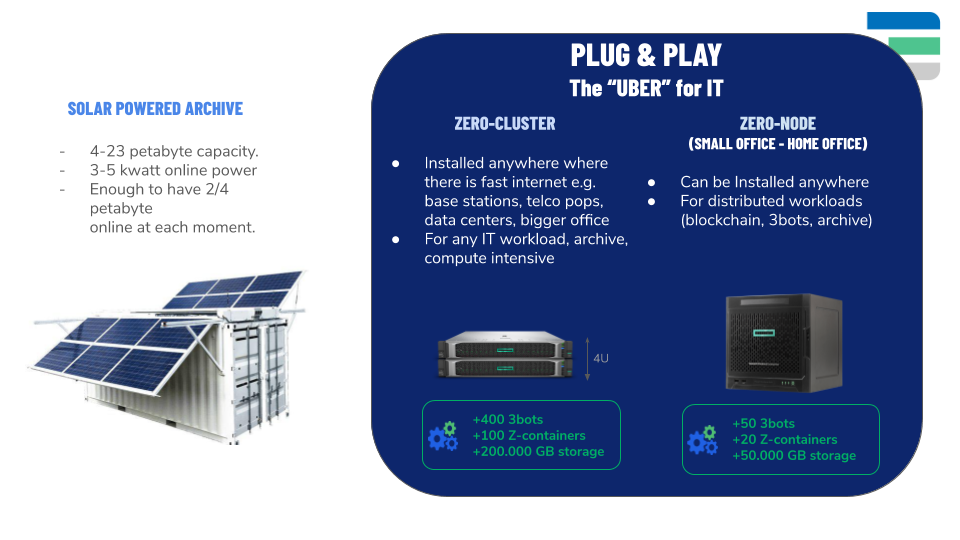 SOLAR POWERED ARCHIVE
- 4-23 petabyte capacity.
- 3-5 kwatt online power
- Enough to have 2/4
petabyte
online at each moment.
PLUG & PLAY
The “UBER” for IT
ZERO-CLUSTER
● Installed anywhere where
there is fast internet e.g.
base stations, telco pops,
data centers, bigger office
● For any IT workload, archive,
compute intensive
4U
+400 3bots
+100 Z-containers
+200.000 GB storage
ZERO-NODE
(SMALL OFFICE - HOME OFFICE)
● Can be Installed anywhere
● For distributed workloads
(blockchain, 3bots, archive)
+50 3bots
+20 Z-containers
+50.000 GB storage